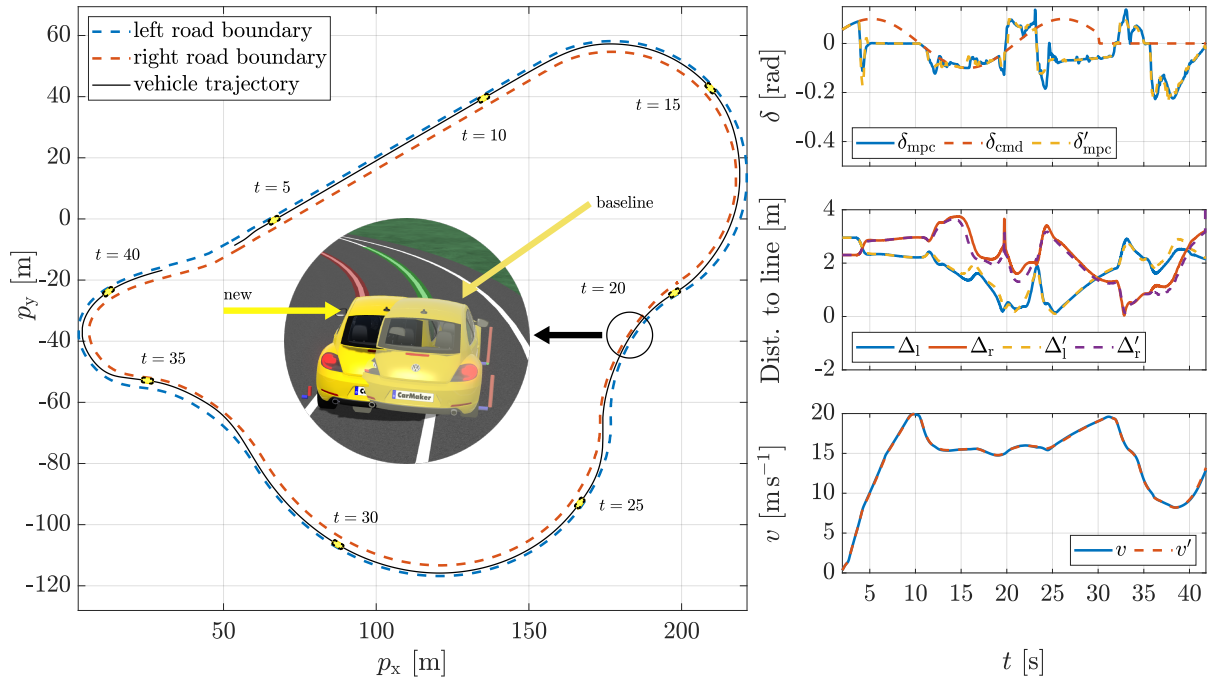 left road boundary
right road boundary
vehicle trajectory
60
40
20
0
-20
-40
-60
-80
-100
-120
p_y [m]
50
100
150
200
p_x [m]
t = 5
t = 10
t = 15
t = 20
t = 25
t = 30
t = 35
t = 40
baseline
new
CarMaker
0
-0.2
-0.4
δ [rad]
δ_mpc
δ_cmd
δ′_mpc
4
2
0
-2
Dist. to line [m]
Δ_l
Δ_r
Δ′_l
Δ′_r
20
15
10
5
0
v [m s⁻¹]
v
v′
5
10
15
20
25
30
35
40
t [s]